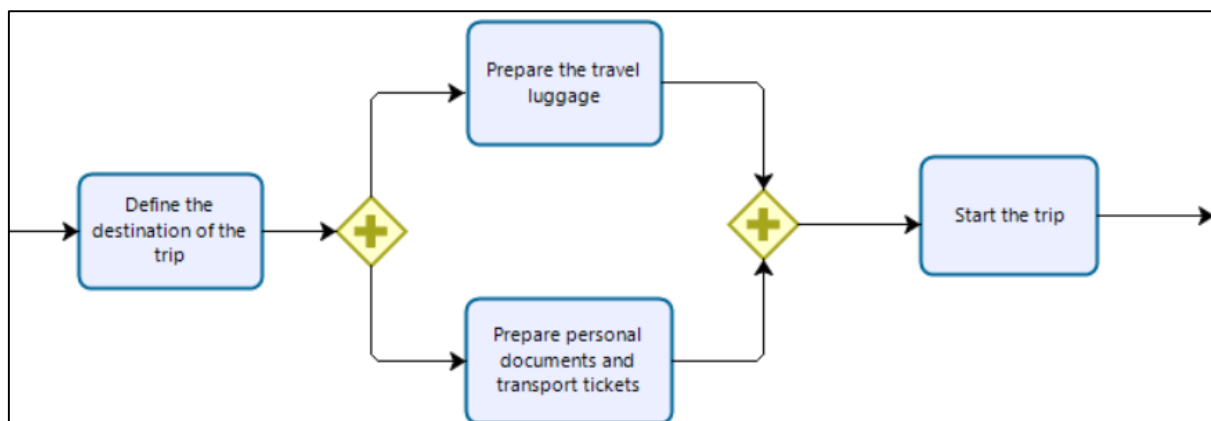 Define the
destination of the
trip
Prepare the travel
luggage
Prepare personal
documents and
transport tickets
Start the trip